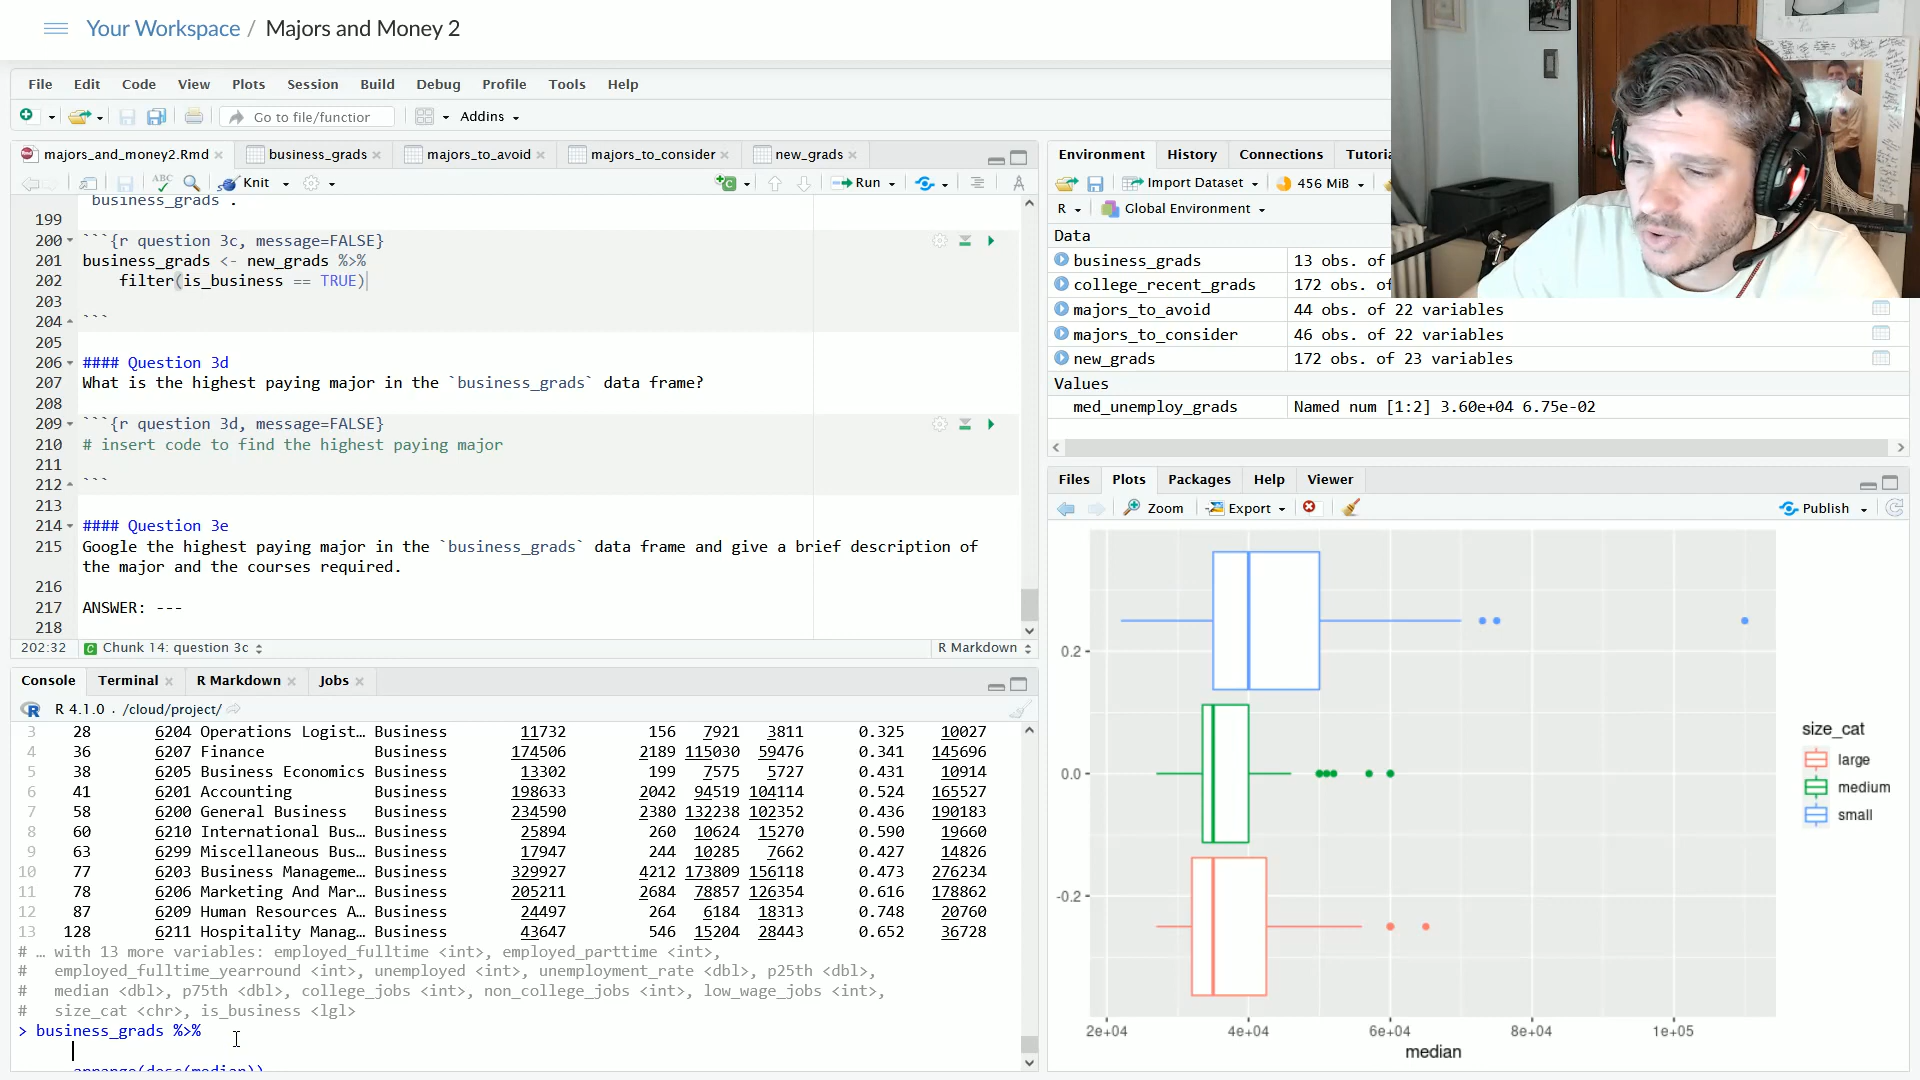 Your Workspace / Majors and Money 2
File Edit Code View Plots Session Build Debug Profile Tools Help
Go to file/function Addins
majors_and_money2.Rmd business_grads majors_to_avoid majors_to_consider new_grads
ABC Knit Run
`business_grads`.
199
200 ```{r question 3c, message=FALSE}
201 business_grads <- new_grads %>%
202 filter(is_business == TRUE)
203
204 ```
205
206 #### Question 3d
207 What is the highest paying major in the `business_grads` data frame?
208
209 ```{r question 3d, message=FALSE}
210 # insert code to find the highest paying major
211
212 ```
213
214 #### Question 3e
215 Google the highest paying major in the `business_grads` data frame and give a brief description of
the major and the courses required.
216
217 ANSWER: ---
218
202:32 Chunk 14: question 3c R Markdown
Console Terminal R Markdown Jobs
R 4.1.0 . /cloud/project/
3 28 6204 Operations Logist… Business 11732 156 7921 3811 0.325 10027
4 36 6207 Finance Business 174506 2189 115030 59476 0.341 145696
5 38 6205 Business Economics Business 13302 199 7575 5727 0.431 10914
6 41 6201 Accounting Business 198633 2042 94519 104114 0.524 165527
7 58 6200 General Business Business 234590 2380 132238 102352 0.436 190183
8 60 6210 International Bus… Business 25894 260 10624 15270 0.590 19660
9 63 6299 Miscellaneous Bus… Business 17947 244 10285 7662 0.427 14826
10 77 6203 Business Manageme… Business 329927 4212 173809 156118 0.473 276234
11 78 6206 Marketing And Mar… Business 205211 2684 78857 126354 0.616 178862
12 87 6209 Human Resources A… Business 24497 264 6184 18313 0.748 20760
13 128 6211 Hospitality Manag… Business 43647 546 15204 28443 0.652 36728
# … with 13 more variables: employed_fulltime <int>, employed_parttime <int>,
# employed_fulltime_yearround <int>, unemployed <int>, unemployment_rate <dbl>, p25th <dbl>,
# median <dbl>, p75th <dbl>, college_jobs <int>, non_college_jobs <int>, low_wage_jobs <int>,
# size_cat <chr>, is_business <lgl>
> business_grads %>%
arrange(desc(median))
Environment History Connections Tutoria
Import Dataset 456 MiB
R Global Environment
Data
business_grads 13 obs. of
college_recent_grads 172 obs. of
majors_to_avoid 44 obs. of 22 variables
majors_to_consider 46 obs. of 22 variables
new_grads 172 obs. of 23 variables
Values
med_unemploy_grads Named num [1:2] 3.60e+04 6.75e-02
Files Plots Packages Help Viewer
Zoom Export Publish
0.2
0.0
-0.2
2e+04 4e+04 6e+04 8e+04 1e+05
median
size_cat
large
medium
small